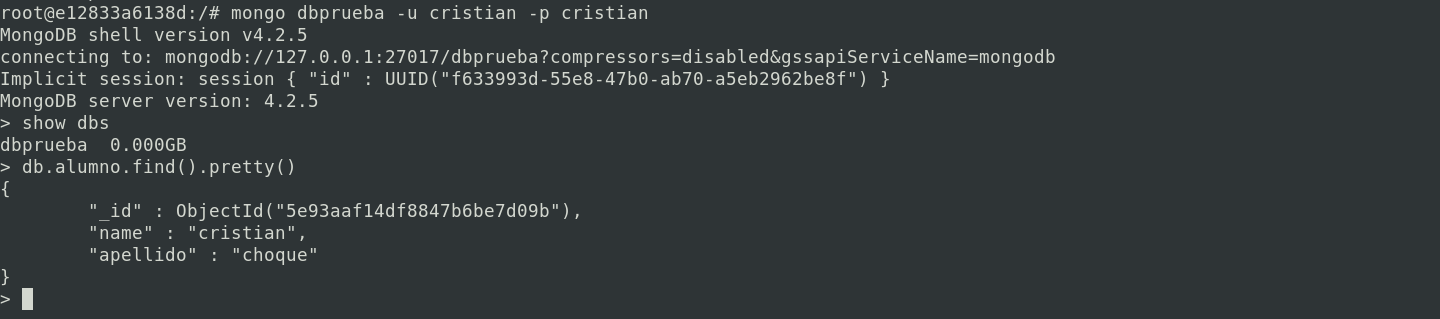 root@e12833a6138d:/# mongo dbprueba -u cristian -p cristian
MongoDB shell version v4.2.5
connecting to: mongodb://127.0.0.1:27017/dbprueba?compressors=disabled&gssapiServiceName=mongodb
Implicit session: session { "id" : UUID("f633993d-55e8-47b0-ab70-a5eb2962be8f") }
MongoDB server version: 4.2.5
> show dbs
dbprueba  0.000GB
> db.alumno.find().pretty()
{
        "_id" : ObjectId("5e93aaf14df8847b6be7d09b"),
        "name" : "cristian",
        "apellido" : "choque"
}
>